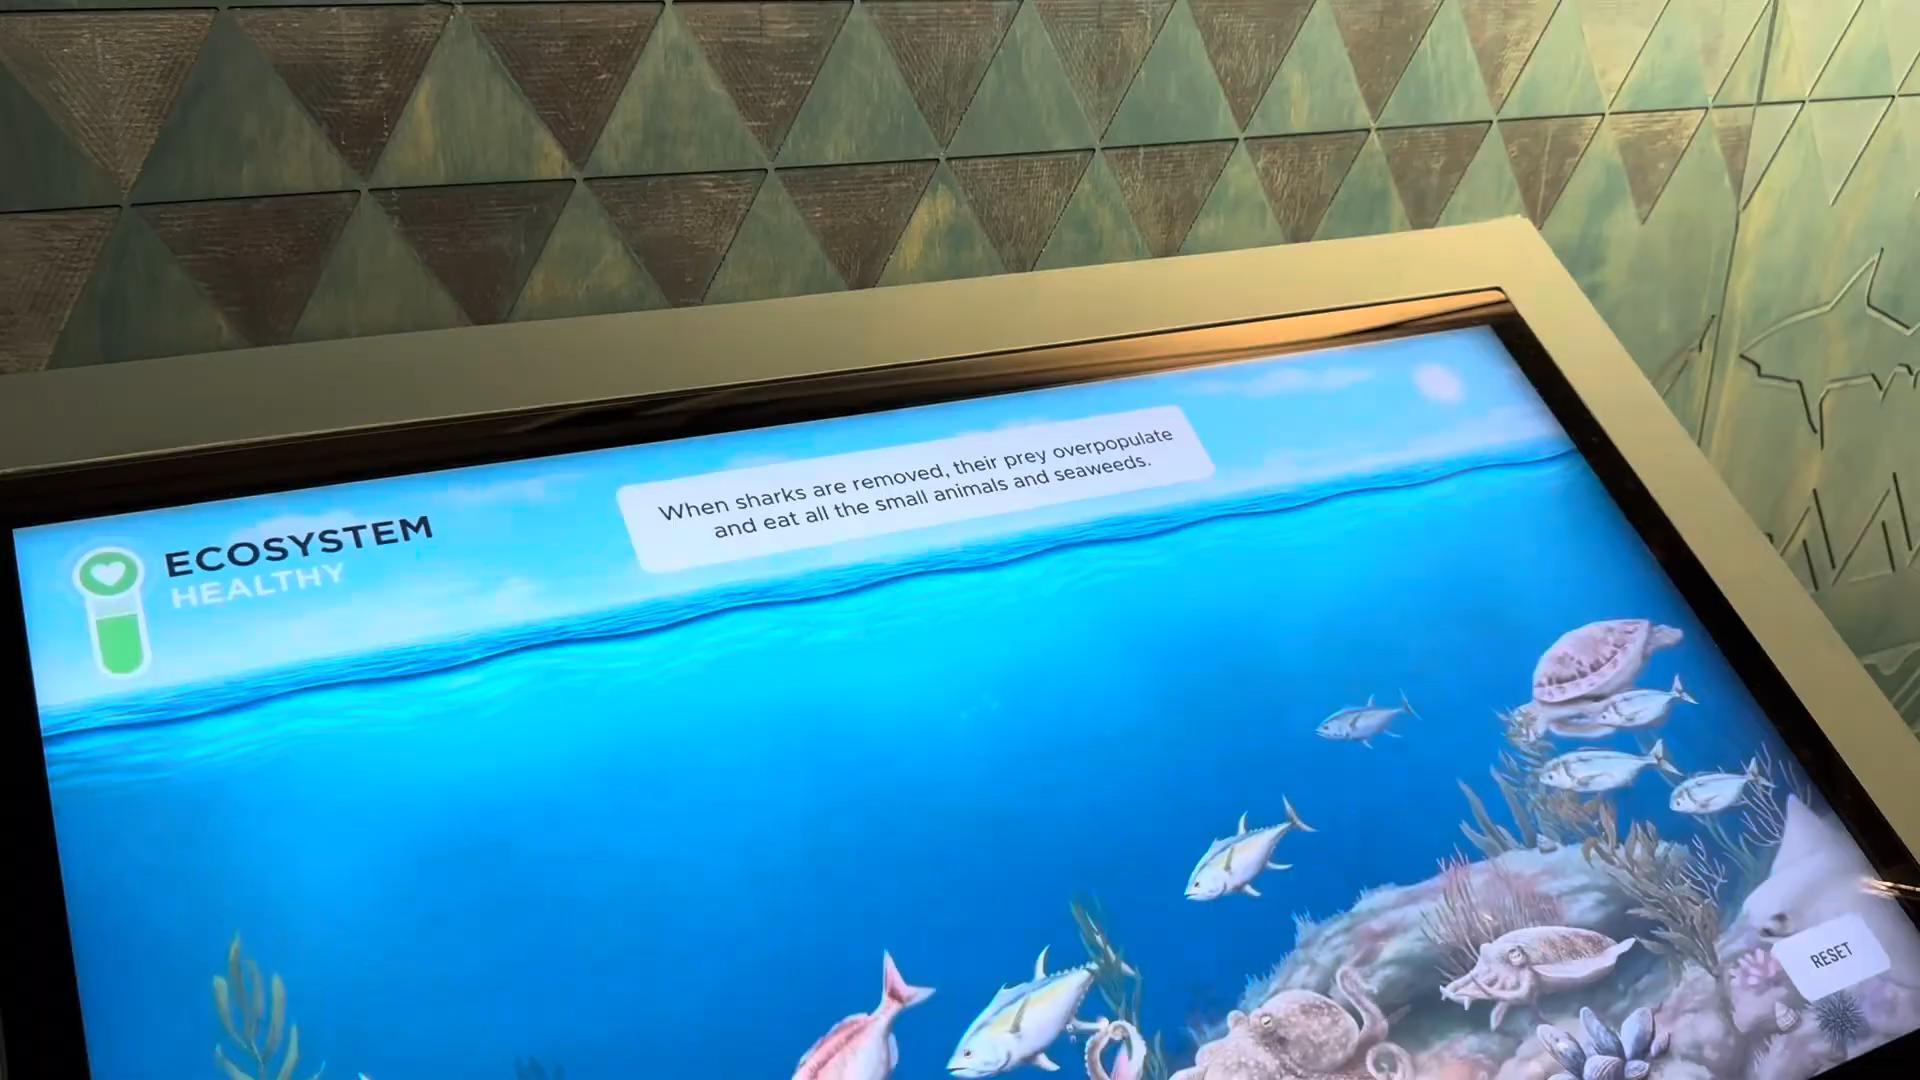 ECOSYSTEM
HEALTHY
When sharks are removed, their prey overpopulate
and eat all the small animals and seaweeds.
RESET